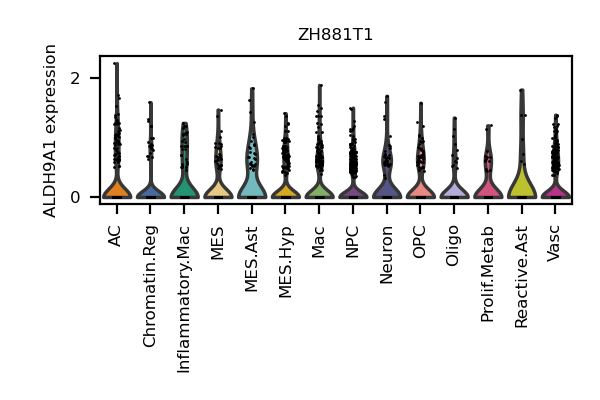 ZH881T1
ALDH9A1 expression
2
0
AC
Chromatin.Reg
Inflammatory.Mac
MES
MES.Ast
MES.Hyp
Mac
NPC
Neuron
OPC
Oligo
Prolif.Metab
Reactive.Ast
Vasc